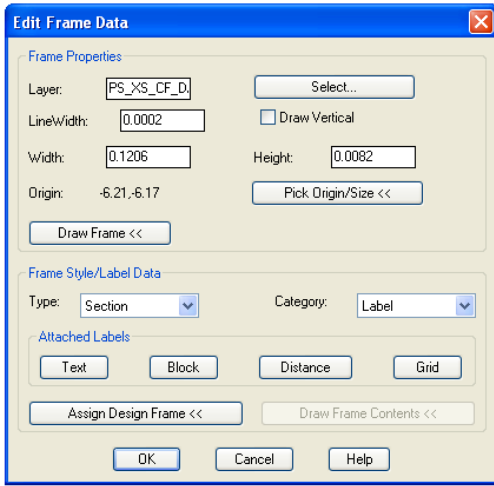 Edit Frame Data
Frame Properties
Layer: PS_XS_CF_D. Select...
LineWidth: 0.0002 Draw Vertical
Width: 0.1206 Height: 0.0082
Origin: -6.21,-6.17 Pick Origin/Size <<
Draw Frame <<
Frame Style/Label Data
Type: Section Category: Label
Attached Labels
Text Block Distance Grid
Assign Design Frame << Draw Frame Contents <<
OK Cancel Help